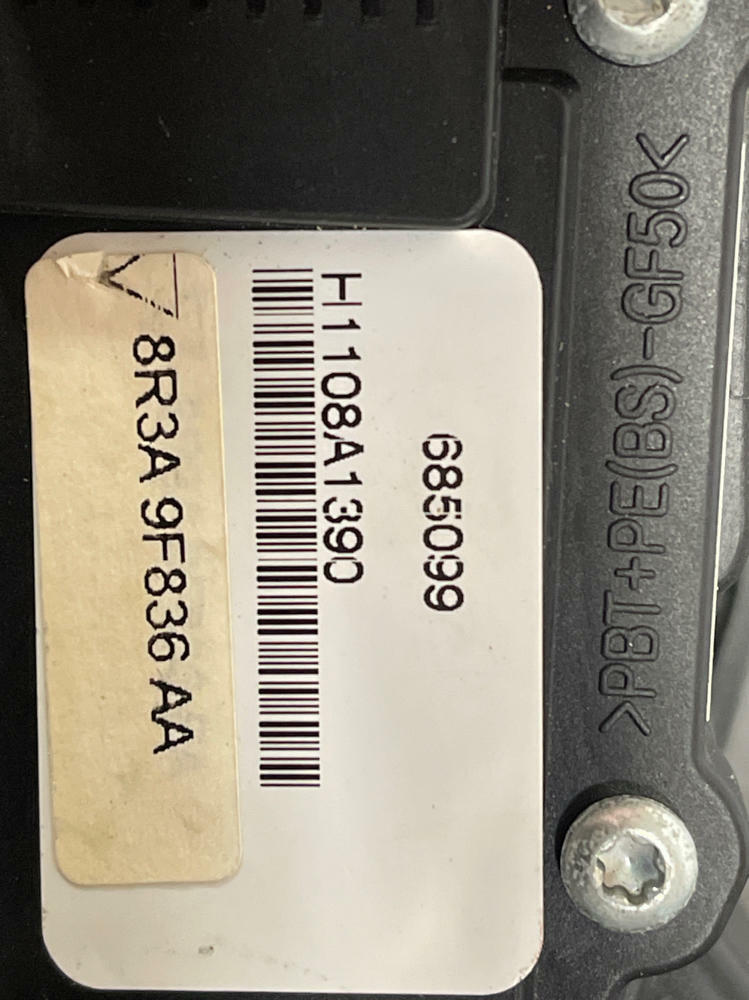 >PBT+PE(BS)-GF50<
685099
H1108A1390
8R3A 9F836 AA